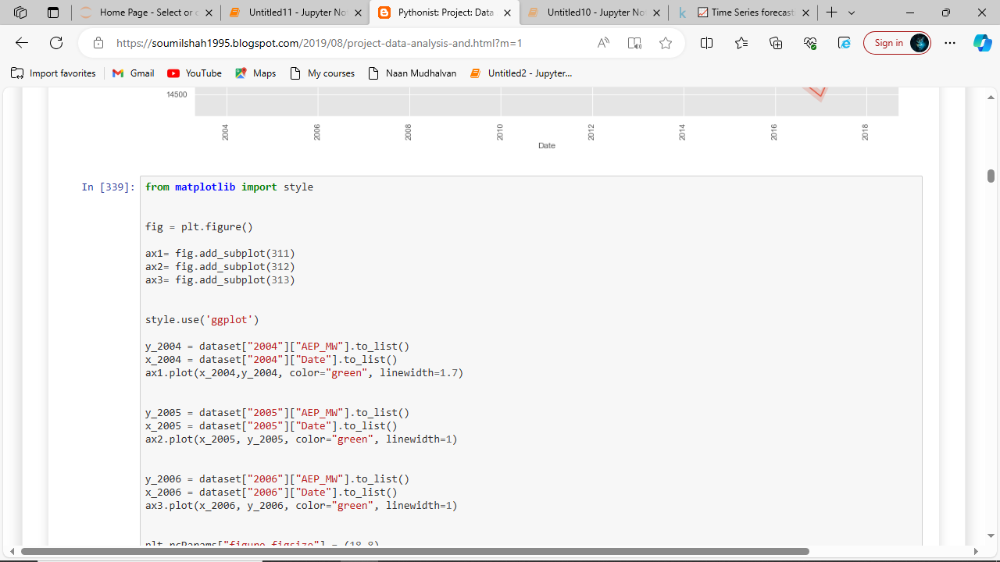 Home Page - Select or c
Untitled11 - Jupyter No
Pythonist: Project: Data
Untitled10 - Jupyter No
Time Series forecast
https://soumilshah1995.blogspot.com/2019/08/project-data-analysis-and.html?m=1
Sign in
Import favorites
Gmail
YouTube
Maps
My courses
Naan Mudhalvan
Untitled2 - Jupyter...
14500
2004 2006 2008 2010 2012 2014 2016 2018
Date
In [339]:
from matplotlib import style
fig = plt.figure()
ax1= fig.add_subplot(311)
ax2= fig.add_subplot(312)
ax3= fig.add_subplot(313)
style.use('ggplot')
y_2004 = dataset["2004"]["AEP_MW"].to_list()
x_2004 = dataset["2004"]["Date"].to_list()
ax1.plot(x_2004,y_2004, color="green", linewidth=1.7)
y_2005 = dataset["2005"]["AEP_MW"].to_list()
x_2005 = dataset["2005"]["Date"].to_list()
ax2.plot(x_2005, y_2005, color="green", linewidth=1)
y_2006 = dataset["2006"]["AEP_MW"].to_list()
x_2006 = dataset["2006"]["Date"].to_list()
ax3.plot(x_2006, y_2006, color="green", linewidth=1)
plt.rcParams["figure.figsize"] = (18,8)